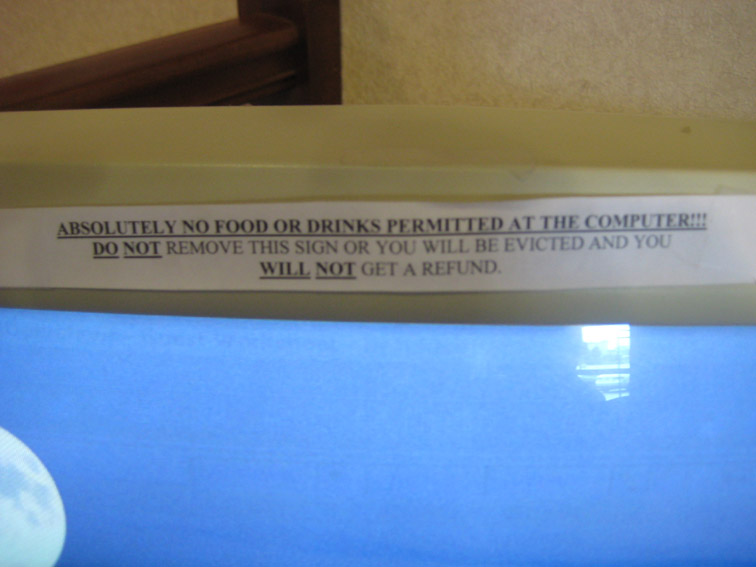 ABSOLUTELY NO FOOD OR DRINKS PERMITTED AT THE COMPUTER!!!
DO NOT REMOVE THIS SIGN OR YOU WILL BE EVICTED AND YOU
WILL NOT GET A REFUND.